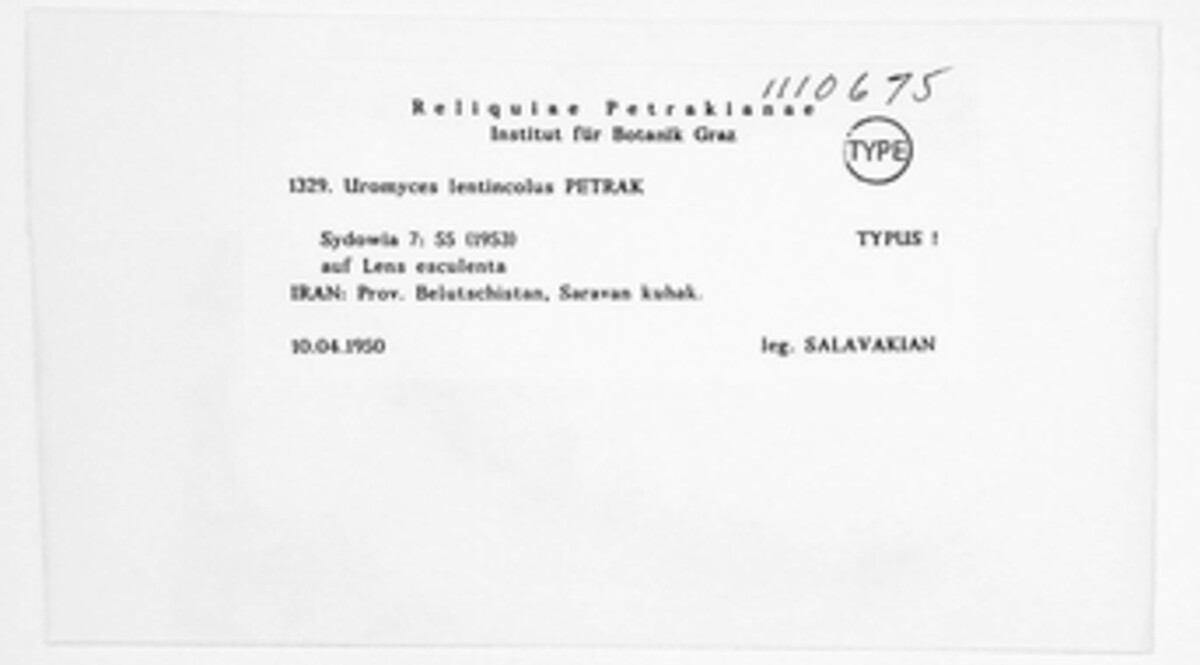 1110675
Reliquiae Petrakianae
Institut für Botanik Graz
TYPE
1329. Uromyces lentincolus PETRAK
Sydowia 7: 55 (1953)
TYPUS !
auf Lens esculenta
IRAN: Prov. Belutschistan, Saravan kuhak.
10.04.1950
leg. SALAVAKIAN